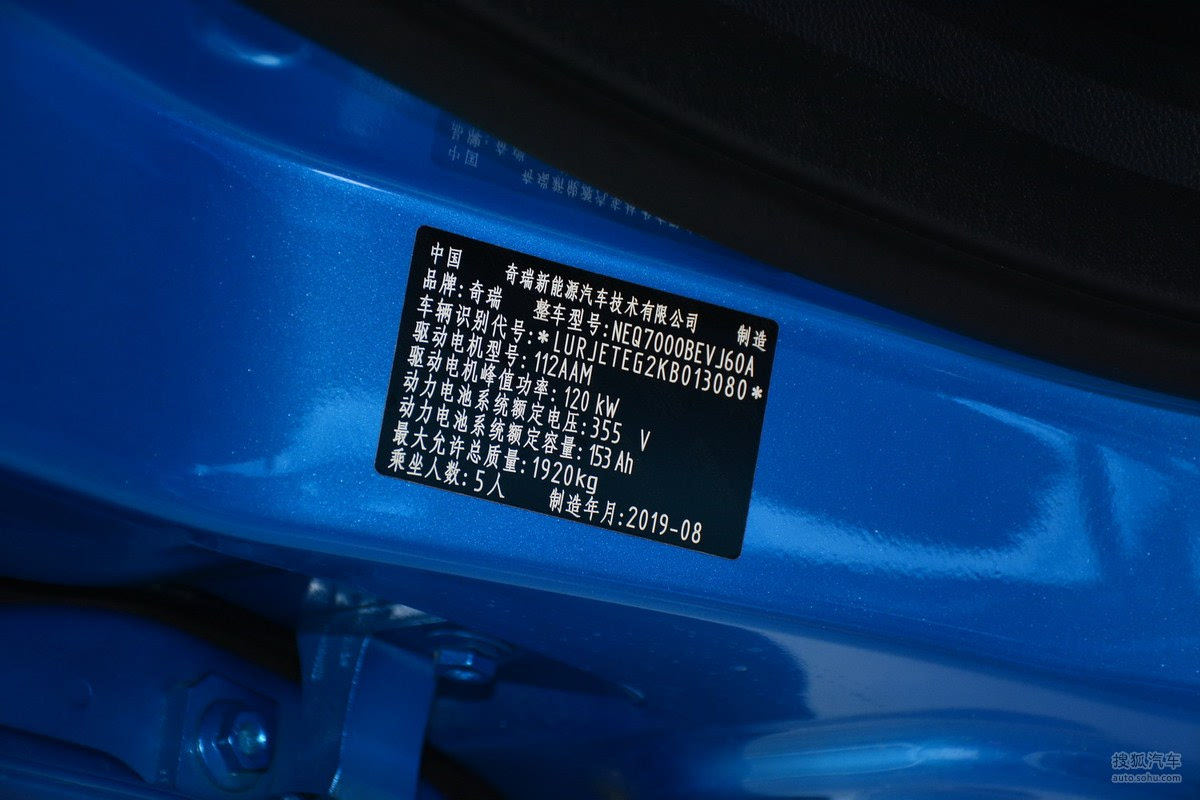 中国 奇瑞新能源汽车技术有限公司 制造
品牌:奇瑞 整车型号:NEQ7000BEVJ60A
车辆识别代号:*LURJETEG2KB013080*
驱动电机型号:112AAM
驱动电机峰值功率:120kW
动力电池系统额定电压:355 V
动力电池系统额定容量:153Ah
最大允许总质量:1920kg
乘坐人数:5人 制造年月:2019-08
搜狐汽车
auto.sohu.com